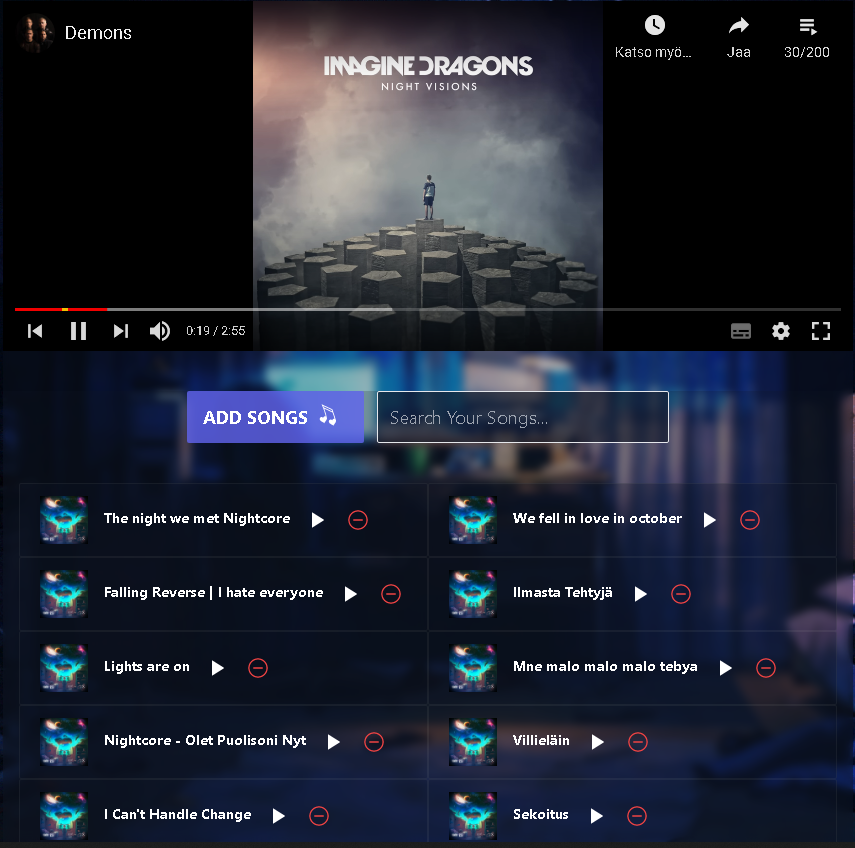 Demons
Katso myö...
Jaa
30/200
IMAGINE DRAGONS
NIGHT VISIONS
0:19 / 2:55
ADD SONGS
Search Your Songs...
The night we met Nightcore
We fell in love in october
Falling Reverse | I hate everyone
Ilmasta Tehtyjä
Lights are on
Mne malo malo malo tebya
Nightcore - Olet Puolisoni Nyt
Villieläin
I Can't Handle Change
Sekoitus